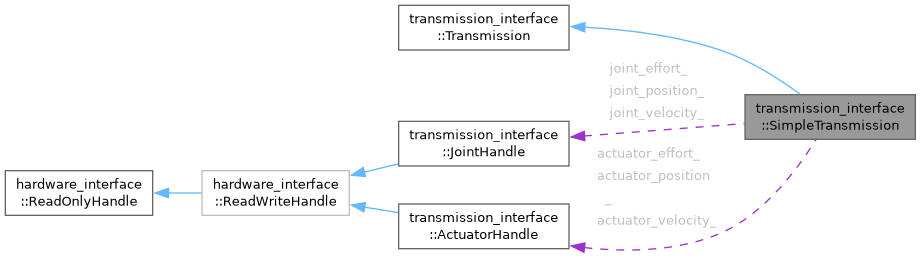 transmission_interface
::Transmission
joint_effort_
joint_position_
joint_velocity_
transmission_interface
::SimpleTransmission
transmission_interface
::JointHandle
actuator_effort_
actuator_position
_
actuator_velocity_
hardware_interface
::ReadOnlyHandle
hardware_interface
::ReadWriteHandle
transmission_interface
::ActuatorHandle